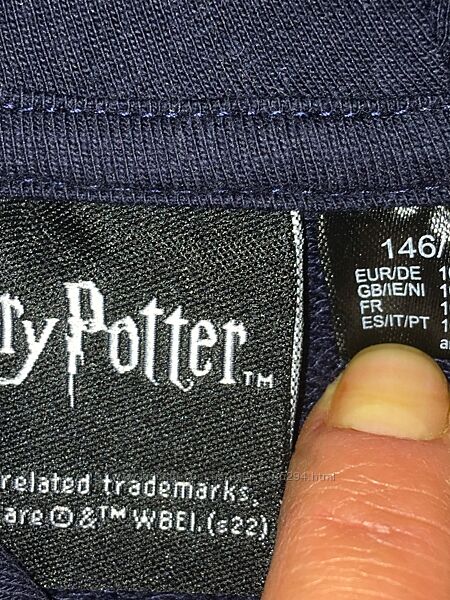 ry Potter™
related trademarks,
are & ™ WBEI. (s22)
146/
EUR/DE
GB/IE/NI
FR
ES/IT/PT